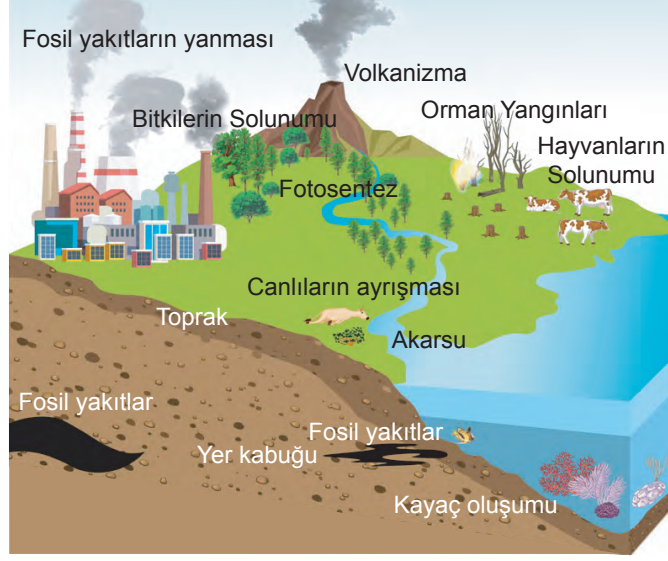 Fosil yakıtların yanması
Volkanizma
Bitkilerin Solunumu
Orman Yangınları
Hayvanların
Solunumu
Fotosentez
Canlıların ayrışması
Toprak
Akarsu
Fosil yakıtlar
Fosil yakıtlar
Yer kabuğu
Kayaç oluşumu